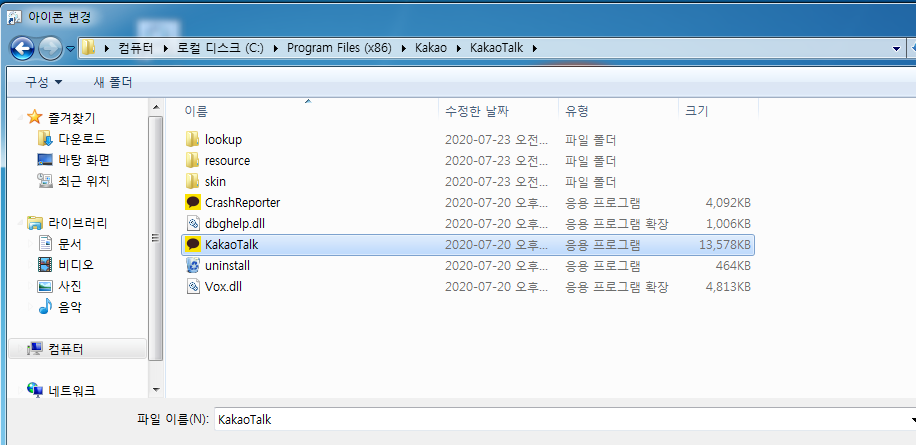 아이콘 변경
컴퓨터 로컬 디스크 (C:) Program Files (x86) Kakao KakaoTalk
구성 새 폴더
즐겨찾기
다운로드
바탕 화면
최근 위치
라이브러리
문서
비디오
사진
음악
컴퓨터
네트워크
이름 수정한 날짜 유형 크기
lookup 2020-07-23 오전... 파일 폴더
resource 2020-07-23 오전... 파일 폴더
skin 2020-07-23 오전... 파일 폴더
CrashReporter 2020-07-20 오후... 응용 프로그램 4,092KB
dbghelp.dll 2020-07-20 오후... 응용 프로그램 확장 1,006KB
KakaoTalk 2020-07-20 오후... 응용 프로그램 13,578KB
uninstall 2020-07-20 오후... 응용 프로그램 464KB
Vox.dll 2020-07-20 오후... 응용 프로그램 확장 4,813KB
파일 이름(N): KakaoTalk